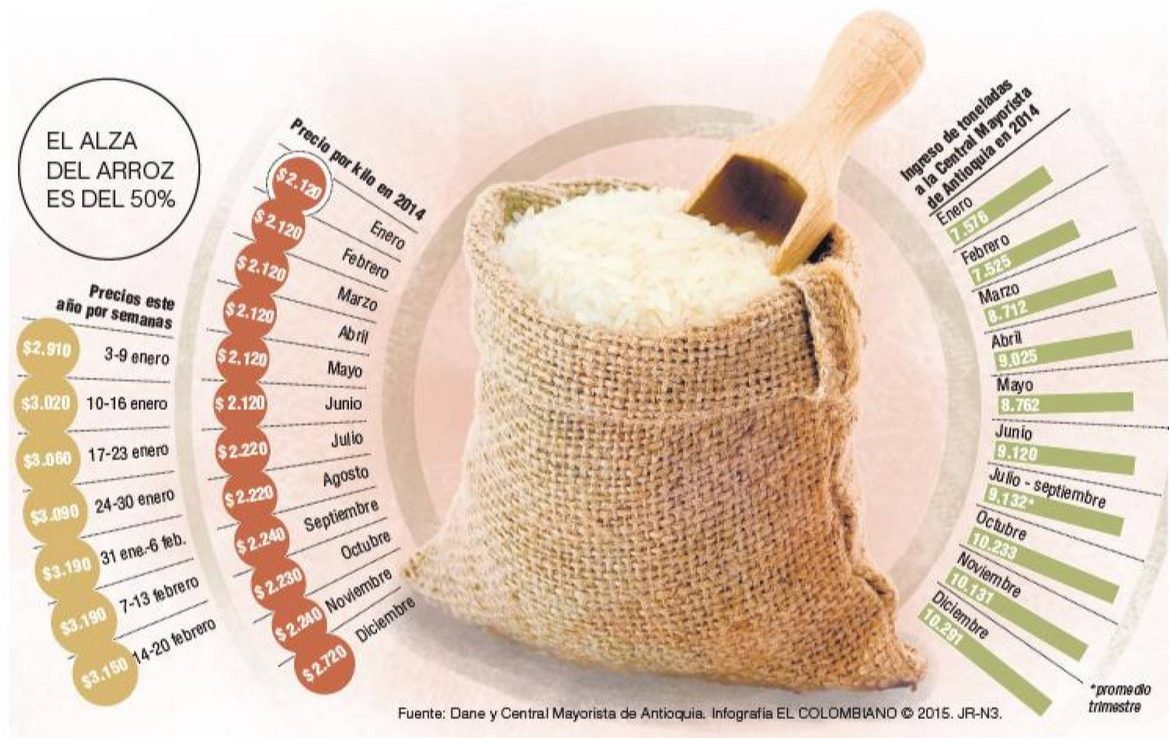 EL ALZA
DEL ARROZ
ES DEL 50%
Precios este
año por semanas
$2.910 3-9 enero
$3.020 10-16 enero
$3.060 17-23 enero
$3.090 24-30 enero
$3.190 31 ene.-6 feb.
$3.190 7-13 febrero
$3.150 14-20 febrero
Precio por kilo en 2014
$2.120 Enero
$2.120 Febrero
$2.120 Marzo
$2.120 Abril
$2.120 Mayo
$2.120 Junio
$2.220 Julio
$2.220 Agosto
$2.240 Septiembre
$2.230 Octubre
$2.240 Noviembre
$2.720 Diciembre
Ingreso de toneladas
a la Central Mayorista
de Antioquia en 2014
Enero
7.576
Febrero
7.525
Marzo
8.712
Abril
9.025
Mayo
8.762
Junio
9.120
Julio - septiembre
9.132*
Octubre
10.233
Noviembre
10.131
Diciembre
10.291
*promedio
trimestre
Fuente: Dane y Central Mayorista de Antioquia. Infografía EL COLOMBIANO © 2015. JR-N3.